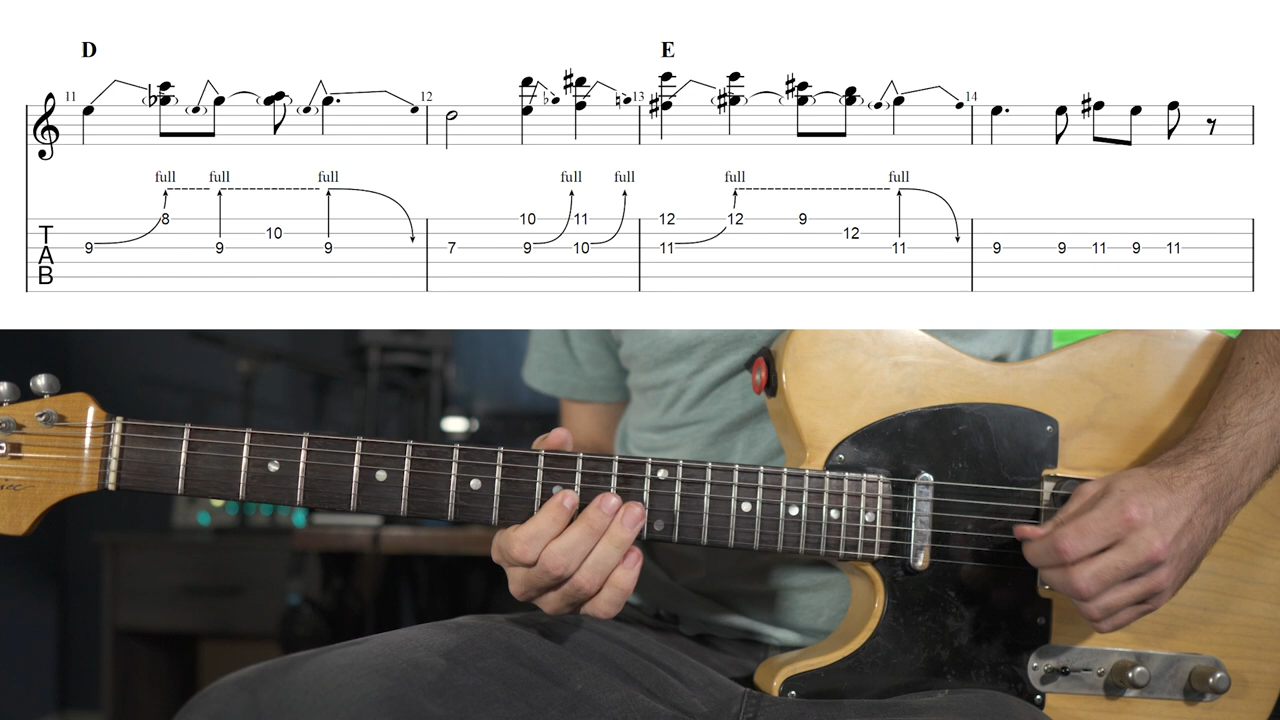 D E
11 12 13 14
full full full full full full full
8 10 11 12 12 9
T 10 12
A 9 9 9 7 9 10 11 11 9 9 11 9 11
B